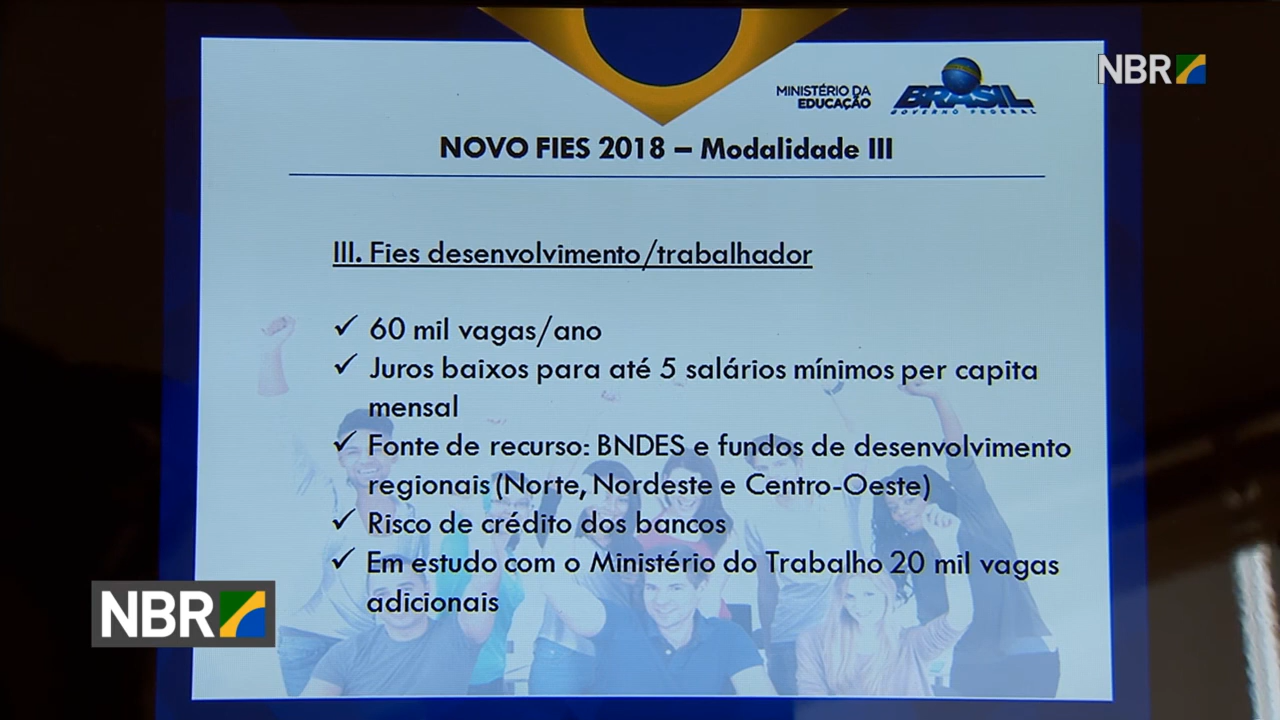 NBR
MINISTÉRIO DA
EDUCAÇÃO
BRASIL
GOVERNO FEDERAL
NOVO FIES 2018 – Modalidade III
III. Fies desenvolvimento/trabalhador
✓ 60 mil vagas/ano
✓ Juros baixos para até 5 salários mínimos per capita
mensal
✓ Fonte de recurso: BNDES e fundos de desenvolvimento
regionais (Norte, Nordeste e Centro-Oeste)
✓ Risco de crédito dos bancos
✓ Em estudo com o Ministério do Trabalho 20 mil vagas
adicionais
NBR